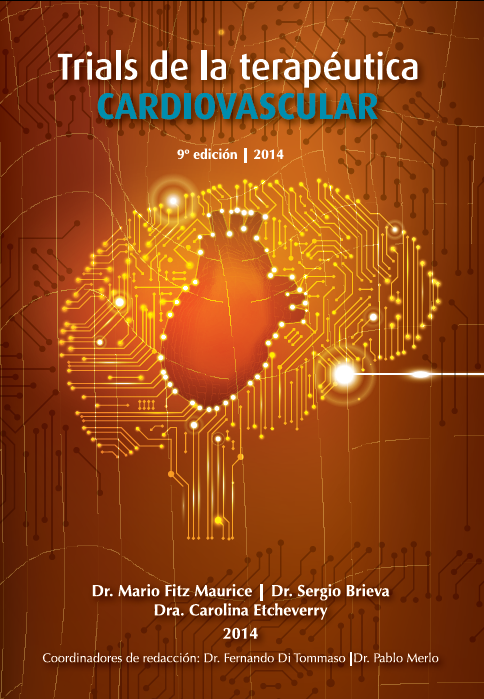 Trials de la terapéutica
CARDIOVASCULAR
9º edición | 2014
Dr. Mario Fitz Maurice | Dr. Sergio Brieva
Dra. Carolina Etcheverry
2014
Coordinadores de redacción: Dr. Fernando Di Tommaso |Dr. Pablo Merlo